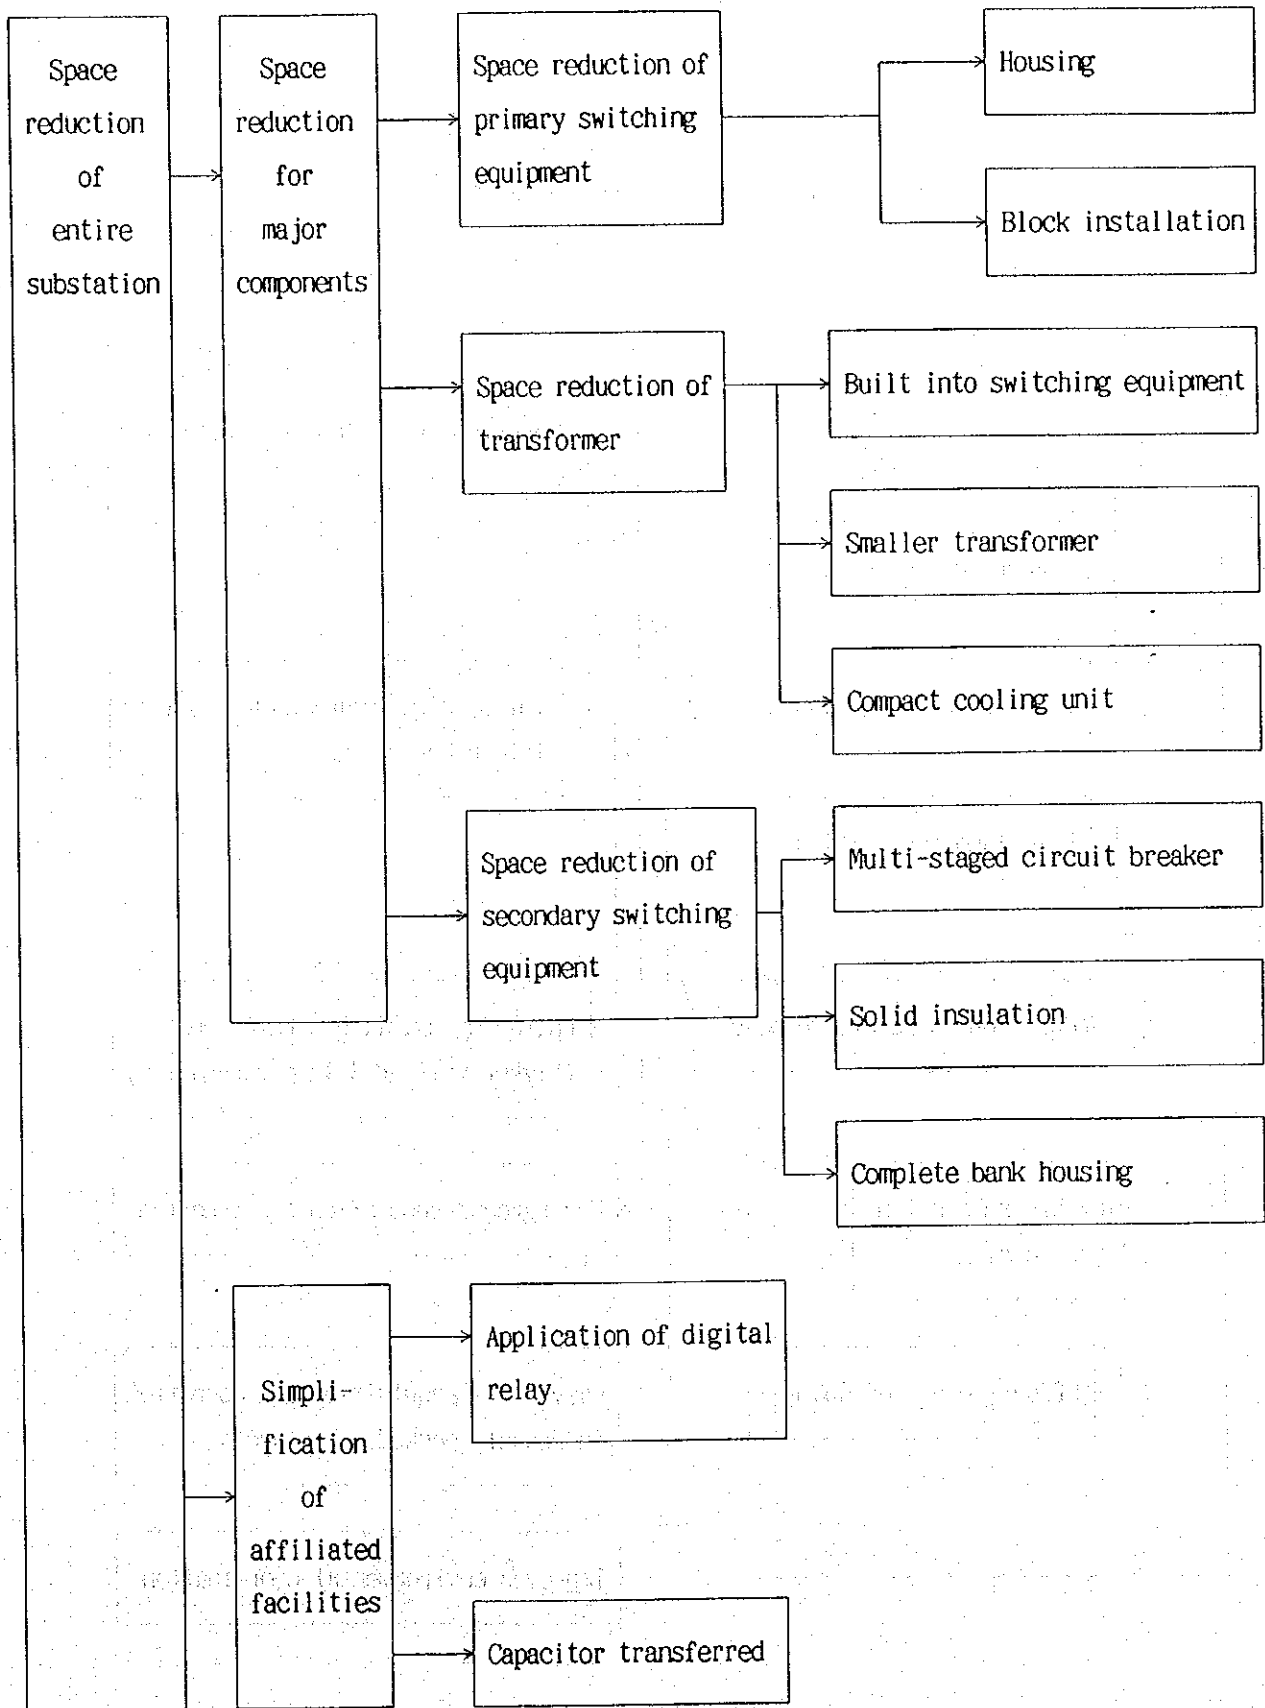 Space
reduction
of
entire
substation
Space
reduction
for
major
components
Space reduction of
primary switching
equipment
Housing
Block installation
Space reduction of
transformer
Built into switching equipment
Smaller transformer
Compact cooling unit
Space reduction of
secondary switching
equipment
Multi-staged circuit breaker
Solid insulation
Complete bank housing
Simpli-
fication
of
affiliated
facilities
Application of digital
relay
Capacitor transferred